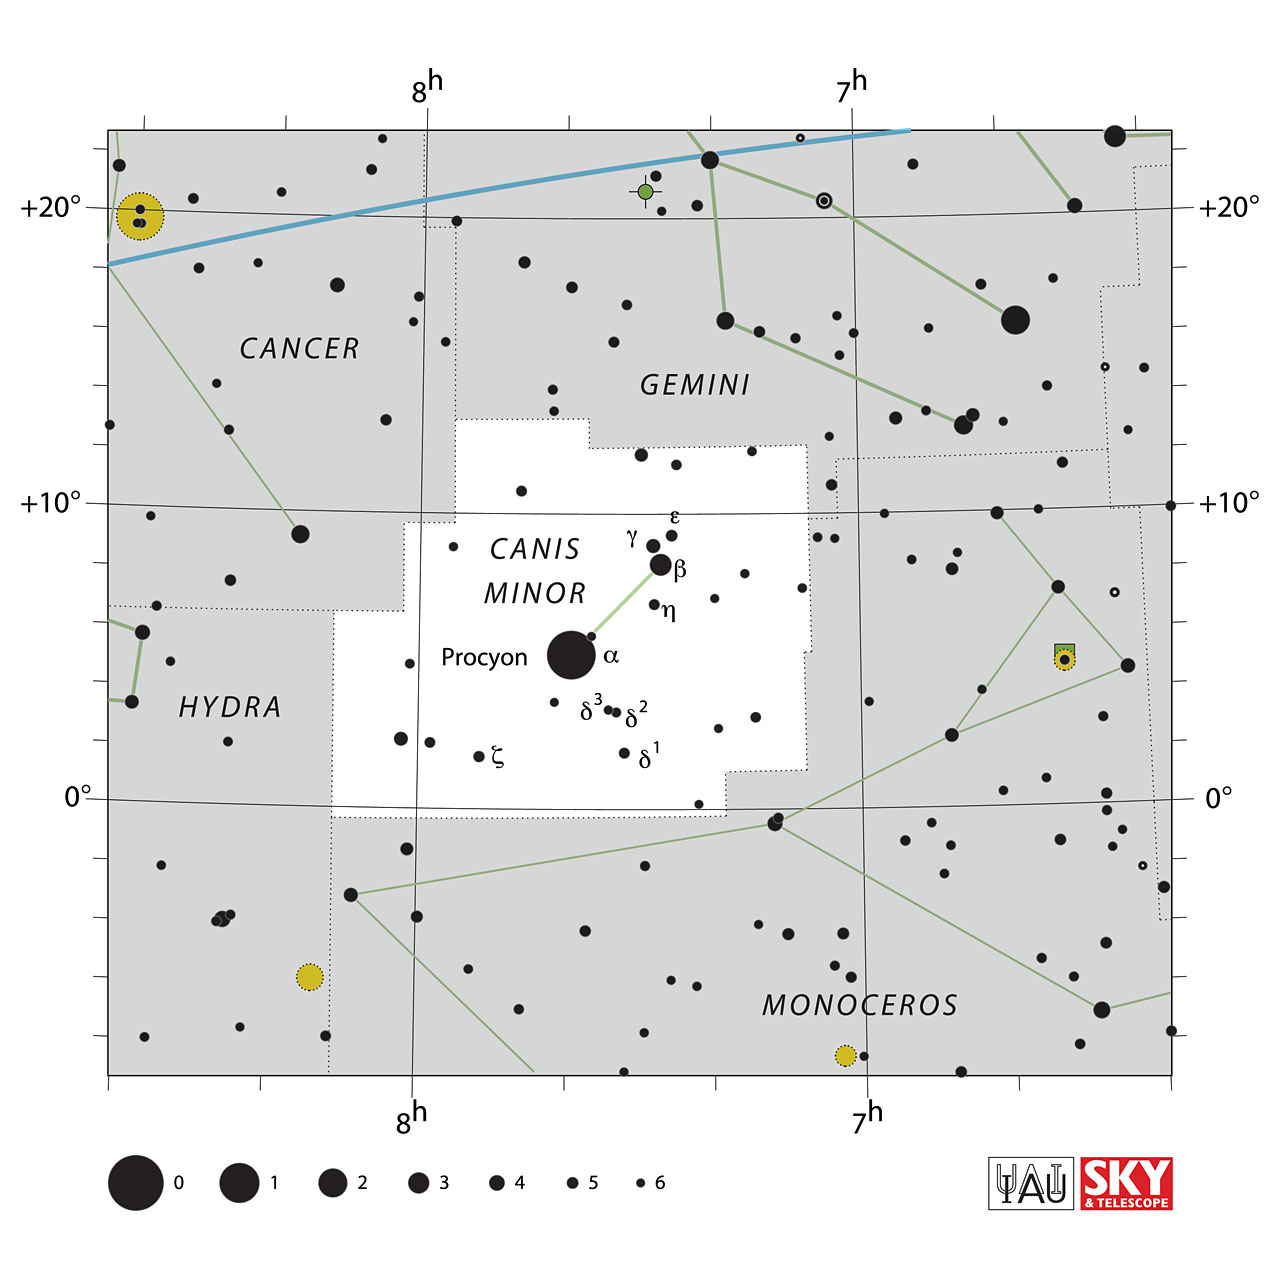 8h 7h
+20° +20°
CANCER
GEMINI
+10° +10°
ε
γ
CANIS
β
MINOR
η
Procyon α
HYDRA
δ3 δ2
ζ δ1
0° 0°
MONOCEROS
8h 7h
0 1 2 3 4 5 6
IAU
SKY
& TELESCOPE